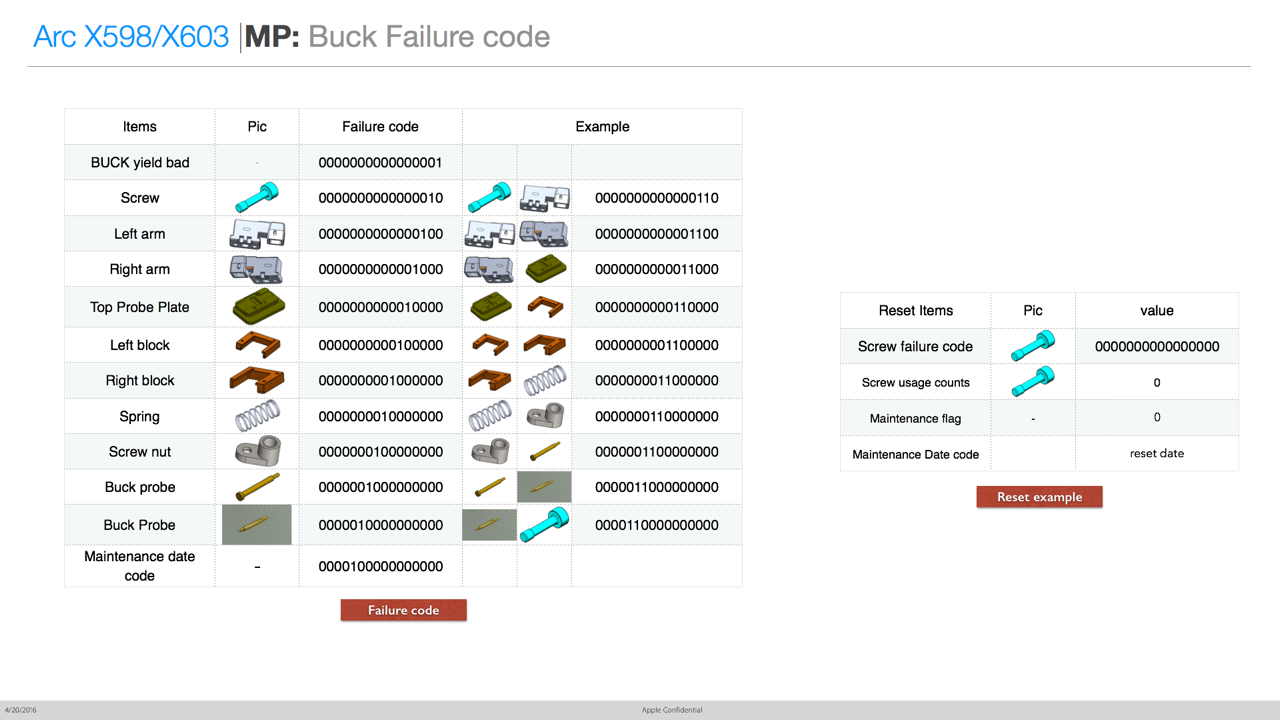 Arc X598/X603 |MP: Buck Failure code
Items Pic Failure code Example
BUCK yield bad - 0000000000000001
Screw 0000000000000010 0000000000000110
Left arm 0000000000000100 0000000000001100
Right arm 0000000000001000 0000000000011000
Top Probe Plate 0000000000010000 0000000000110000
Left block 0000000000100000 0000000001100000
Right block 0000000001000000 0000000011000000
Spring 0000000010000000 0000000110000000
Screw nut 0000000100000000 0000001100000000
Buck probe 0000001000000000 0000011000000000
Buck Probe 0000010000000000 0000110000000000
Maintenance date
code - 0000100000000000
Failure code
Reset Items Pic value
Screw failure code 0000000000000000
Screw usage counts 0
Maintenance flag - 0
Maintenance Date code reset date
Reset example
4/20/2016 Apple Confidential